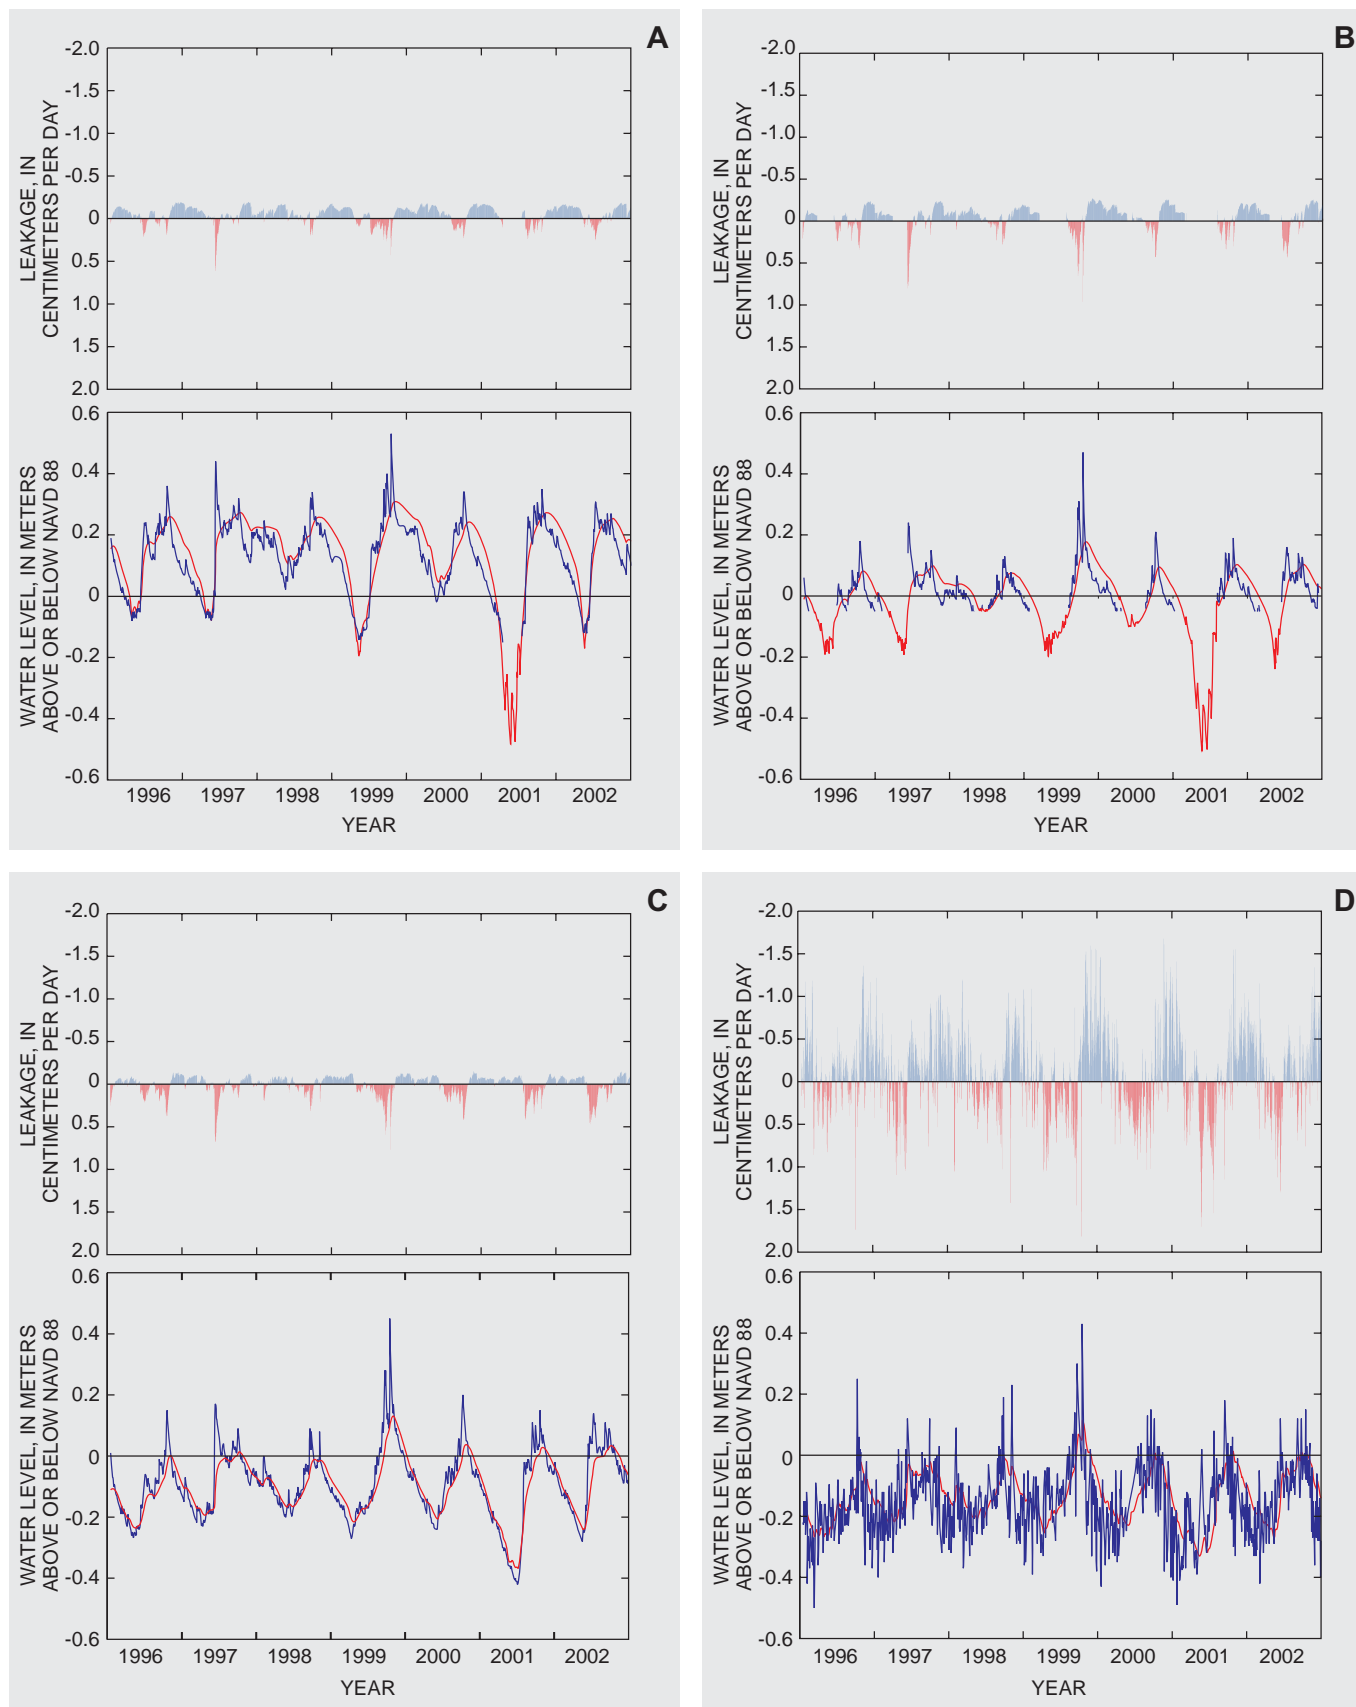 A
-2.0
-1.5
-1.0
-0.5
0
0.5
1.0
1.5
2.0
LEAKAGE, IN
CENTIMETERS PER DAY
0.6
0.4
0.2
0
-0.2
-0.4
-0.6
WATER LEVEL, IN METERS
ABOVE OR BELOW NAVD 88
1996 1997 1998 1999 2000 2001 2002
YEAR
B
-2.0
-1.5
-1.0
-0.5
0
0.5
1.0
1.5
2.0
LEAKAGE, IN
CENTIMETERS PER DAY
0.6
0.4
0.2
0
-0.2
-0.4
-0.6
WATER LEVEL, IN METERS
ABOVE OR BELOW NAVD 88
1996 1997 1998 1999 2000 2001 2002
YEAR
C
-2.0
-1.5
-1.0
-0.5
0
0.5
1.0
1.5
2.0
LEAKAGE, IN
CENTIMETERS PER DAY
0.6
0.4
0.2
0
-0.2
-0.4
-0.6
WATER LEVEL, IN METERS
ABOVE OR BELOW NAVD 88
1996 1997 1998 1999 2000 2001 2002
YEAR
D
-2.0
-1.5
-1.0
-0.5
0
0.5
1.0
1.5
2.0
LEAKAGE, IN
CENTIMETERS PER DAY
0.6
0.4
0.2
0
-0.2
-0.4
-0.6
WATER LEVEL, IN METERS
ABOVE OR BELOW NAVD 88
1996 1997 1998 1999 2000 2001 2002
YEAR